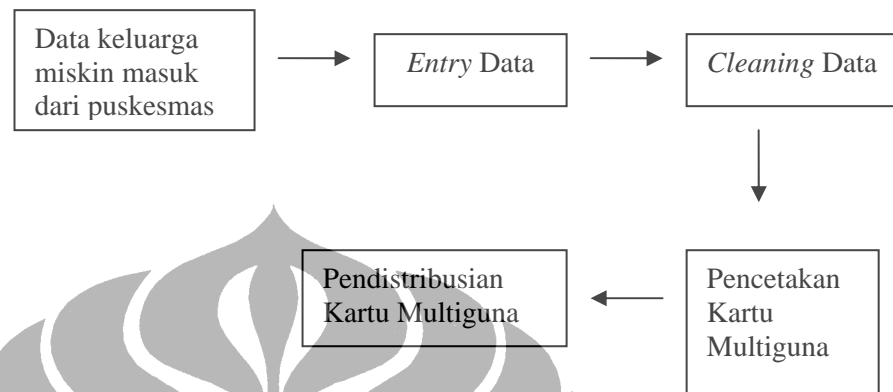 Data keluarga
miskin masuk
dari puskesmas
Entry Data
Cleaning Data
Pencetakan
Kartu
Multiguna
Pendistribusian
Kartu Multiguna